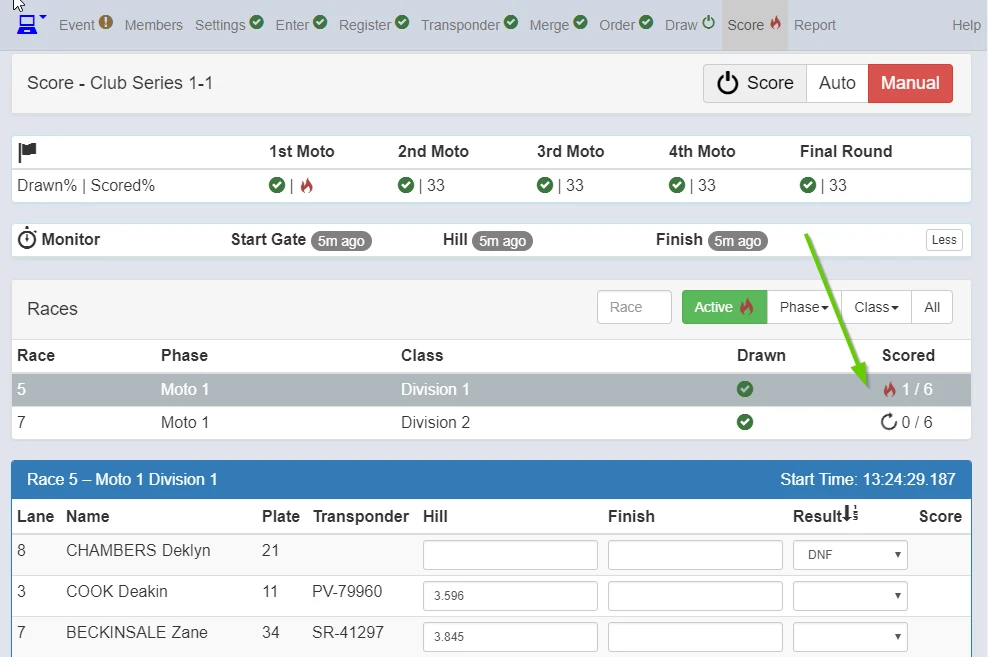 Event Members Settings Enter Register Transponder Merge Order Draw Score Report Help
Score - Club Series 1-1 Score Auto Manual
1st Moto 2nd Moto 3rd Moto 4th Moto Final Round
Drawn% | Scored% | | 33 | 33 | 33 | 33
Monitor Start Gate 5m ago Hill 5m ago Finish 5m ago Less
Races Race Active Phase Class All
Race Phase Class Drawn Scored
5 Moto 1 Division 1 1 / 6
7 Moto 1 Division 2 0 / 6
Race 5 – Moto 1 Division 1 Start Time: 13:24:29.187
Lane Name Plate Transponder Hill Finish Result Score
8 CHAMBERS Deklyn 21 DNF
3 COOK Deakin 11 PV-79960 3.596
7 BECKINSALE Zane 34 SR-41297 3.845